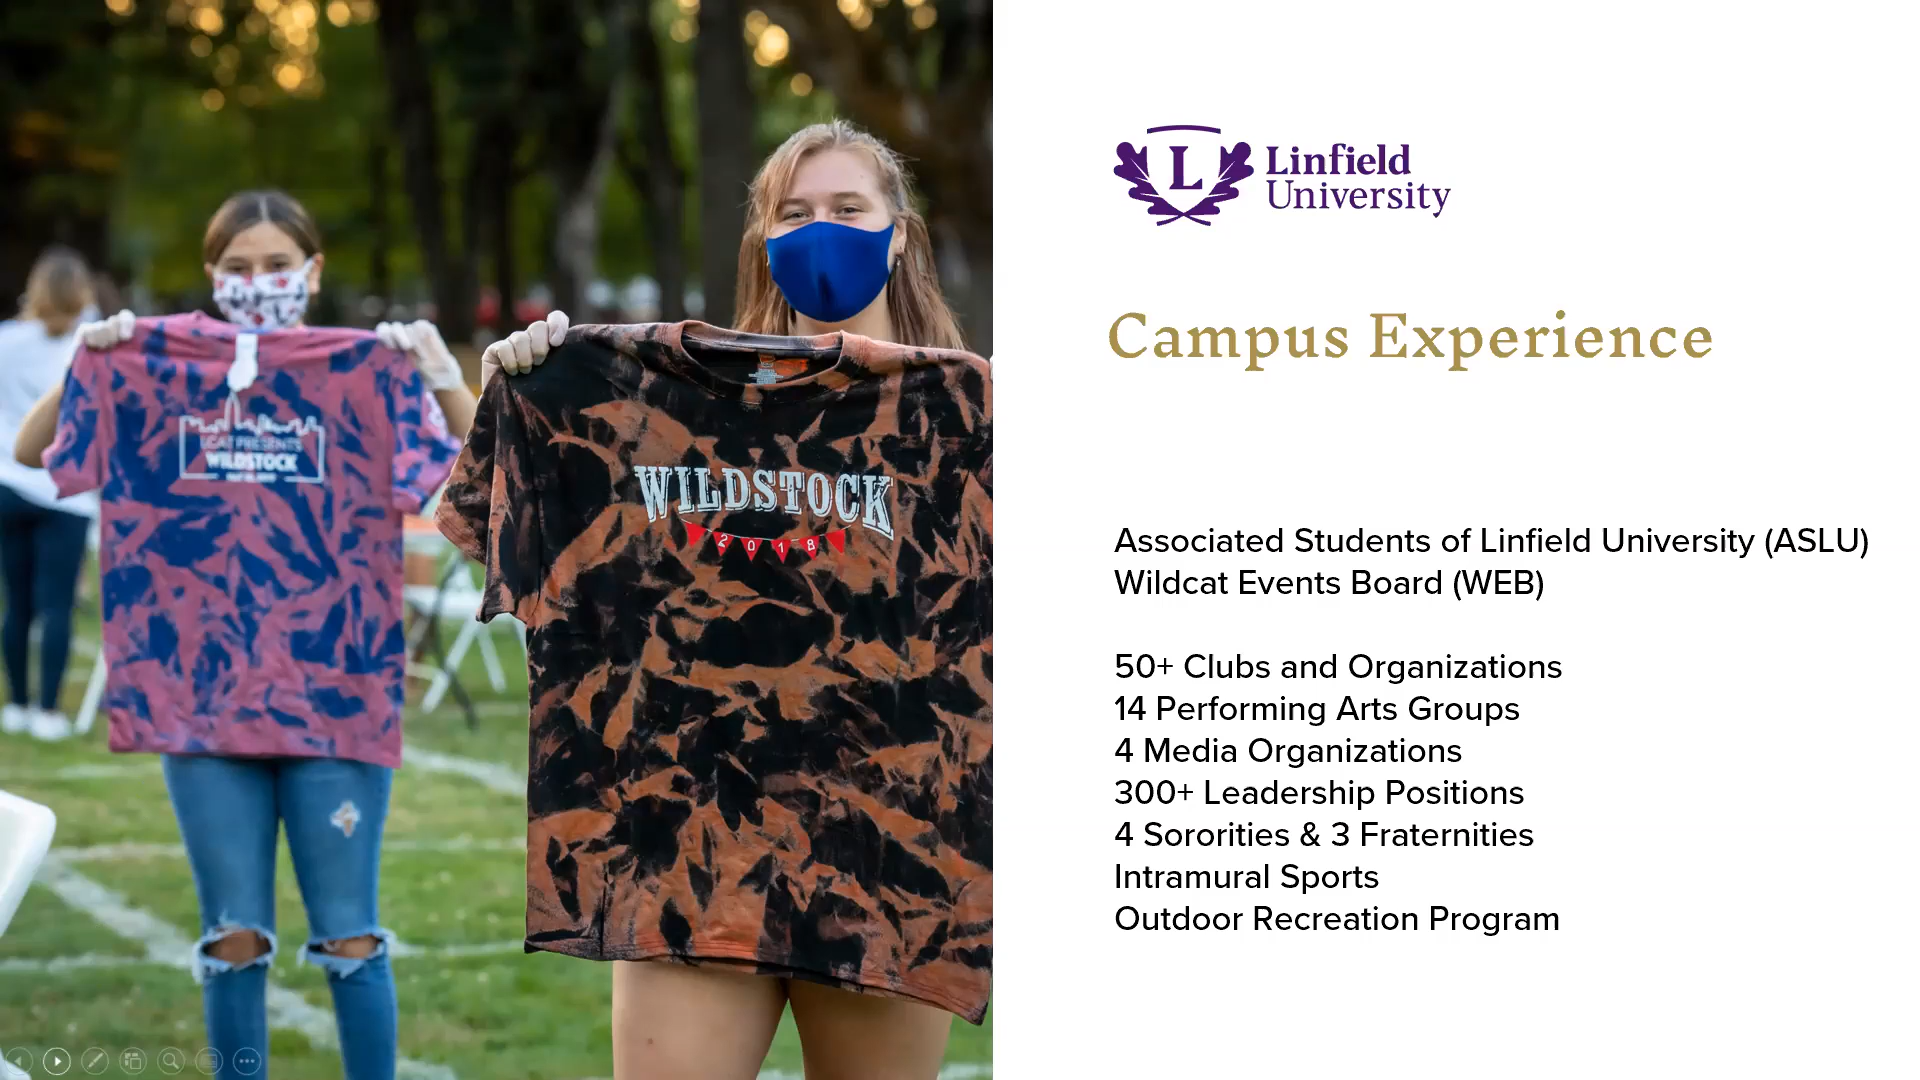 LCAT PRESENTS
WILDSTOCK
WILDSTOCK
2018
L
Linfield
University
Campus Experience
Associated Students of Linfield University (ASLU)
Wildcat Events Board (WEB)
50+ Clubs and Organizations
14 Performing Arts Groups
4 Media Organizations
300+ Leadership Positions
4 Sororities & 3 Fraternities
Intramural Sports
Outdoor Recreation Program